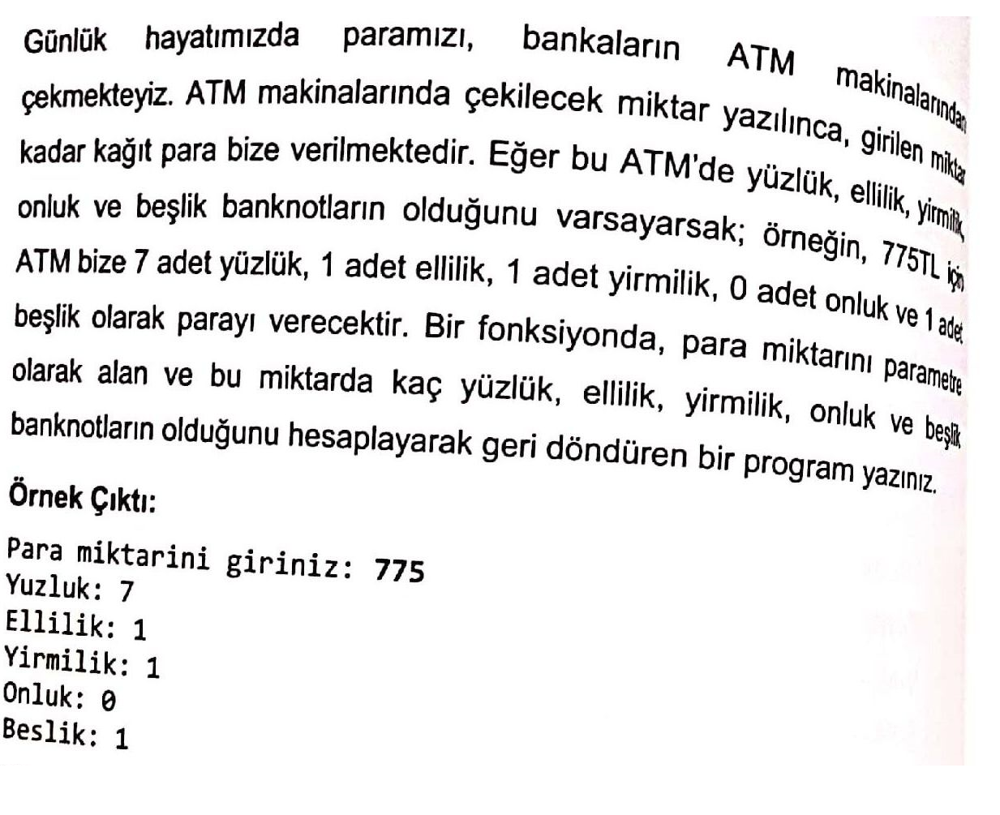 Günlük hayatımızda paramızı, bankaların ATM makinalarından
çekmekteyiz. ATM makinalarında çekilecek miktar yazılınca, girilen miktar
kadar kağıt para bize verilmektedir. Eğer bu ATM'de yüzlük, ellilik, yirmilik,
onluk ve beşlik banknotların olduğunu varsayarsak; örneğin, 775TL için
ATM bize 7 adet yüzlük, 1 adet ellilik, 1 adet yirmilik, 0 adet onluk ve 1 adet
beşlik olarak parayı verecektir. Bir fonksiyonda, para miktarını parametre
olarak alan ve bu miktarda kaç yüzlük, ellilik, yirmilik, onluk ve beşlik
banknotların olduğunu hesaplayarak geri döndüren bir program yazınız.
Örnek Çıktı:
Para miktarini giriniz: 775
Yuzluk: 7
Ellilik: 1
Yirmilik: 1
Onluk: 0
Beslik: 1